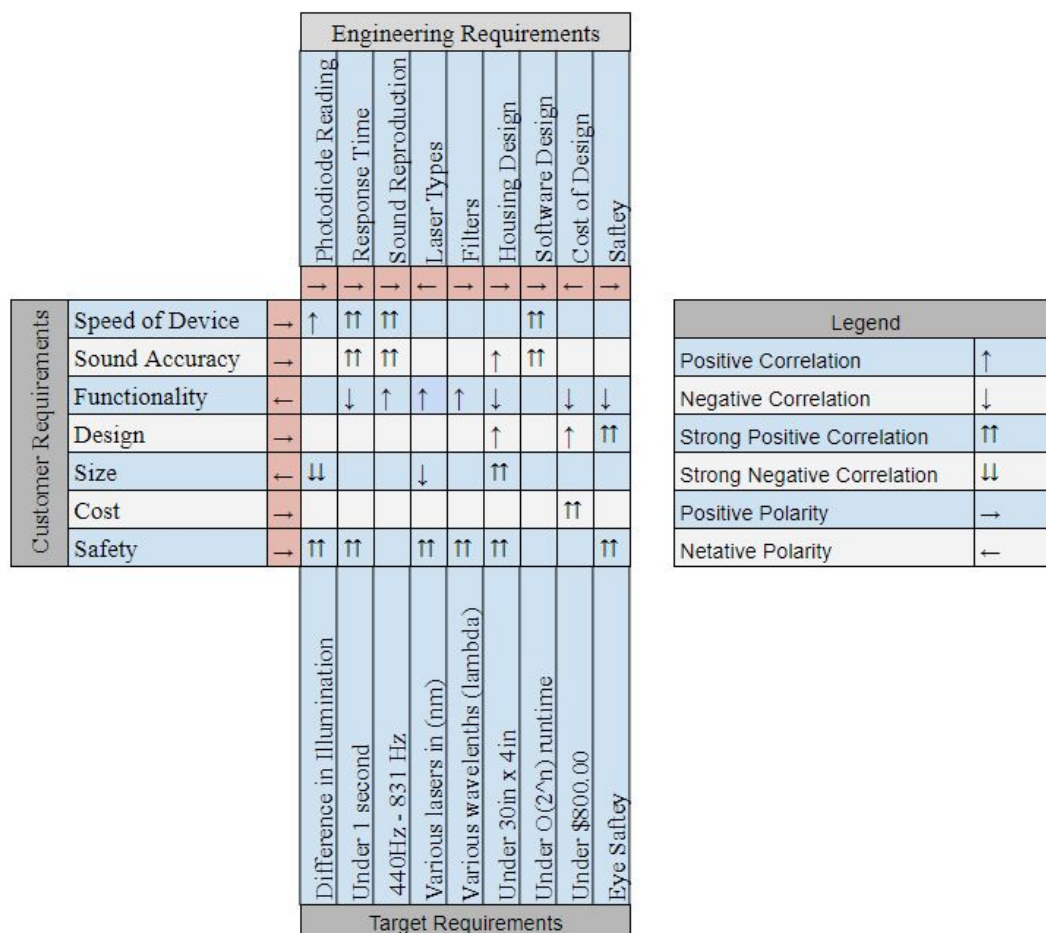 Engineering Requirements
Photodiode Reading
Response Time
Sound Reproduction
Laser Types
Filters
Housing Design
Software Design
Cost of Design
Saftey
→ → → ← → → → ← →
Customer Requirements
Speed of Device → ↑ ⇈ ⇈ ⇈
Sound Accuracy → ⇈ ⇈ ↑ ⇈
Functionality ← ↓ ↑ ↑ ↑ ↓ ↓ ↓
Design → ↑ ↑ ⇈
Size ← ⇊ ↓ ⇈
Cost → ⇈
Safety → ⇈ ⇈ ⇈ ⇈ ⇈ ⇈
Difference in Illumination
Under 1 second
440Hz - 831 Hz
Various lasers in (nm)
Various wavelenths (lambda)
Under 30in x 4in
Under O(2^n) runtime
Under $800.00
Eye Saftey
Target Requirements
Legend
Positive Correlation ↑
Negative Correlation ↓
Strong Positive Correlation ⇈
Strong Negative Correlation ⇊
Positive Polarity →
Netative Polarity ←